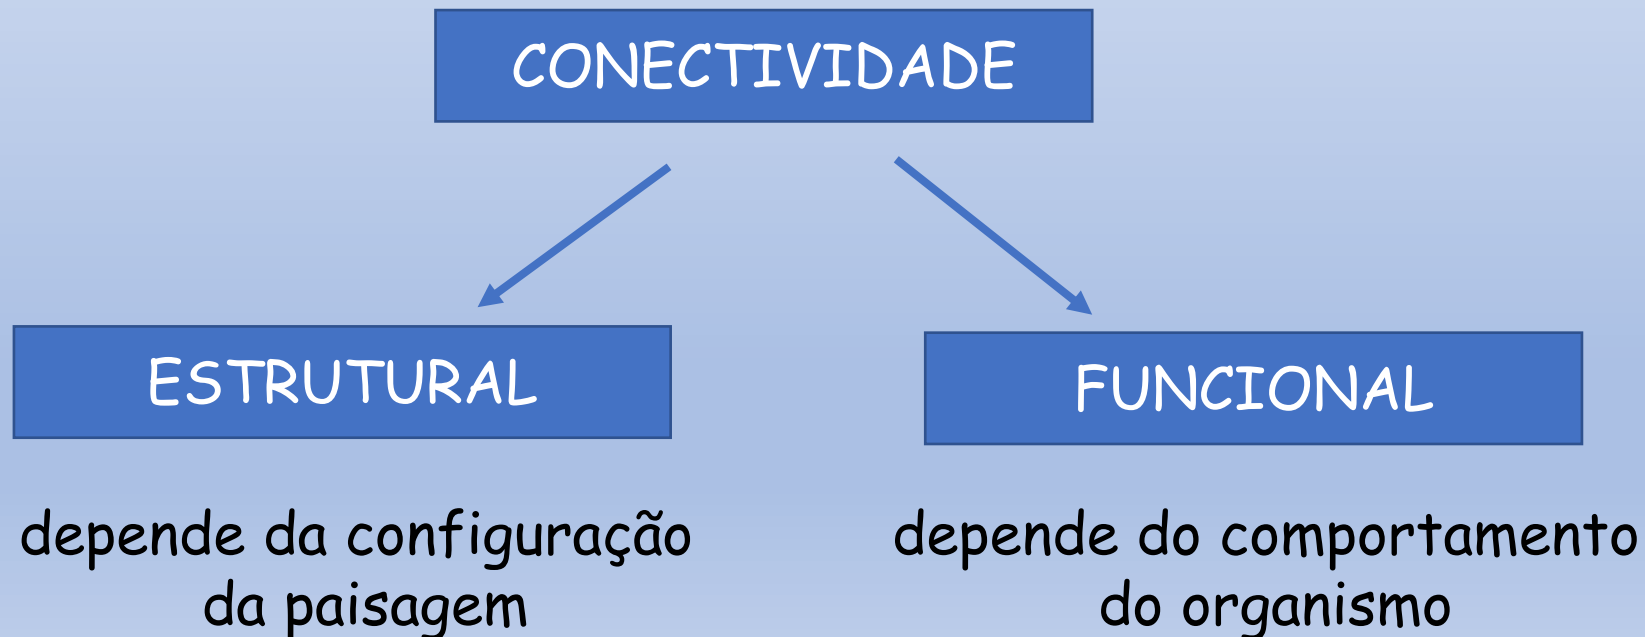 CONECTIVIDADE
ESTRUTURAL
depende da configuração
da paisagem
FUNCIONAL
depende do comportamento
do organismo